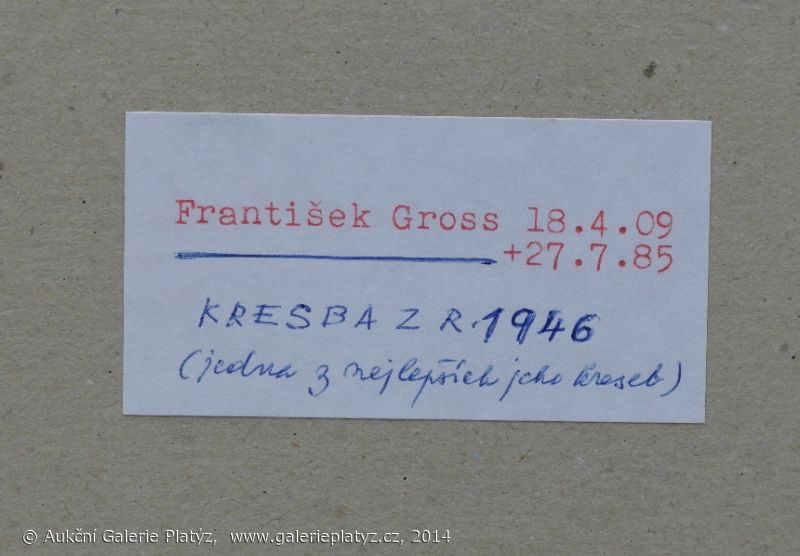 František Gross 18.4.09
+27.7.85
KRESBA Z R. 1946
(jedna z nejlepších jeho kreseb)
© Aukční Galerie Platýz, www.galerieplatyz.cz, 2014